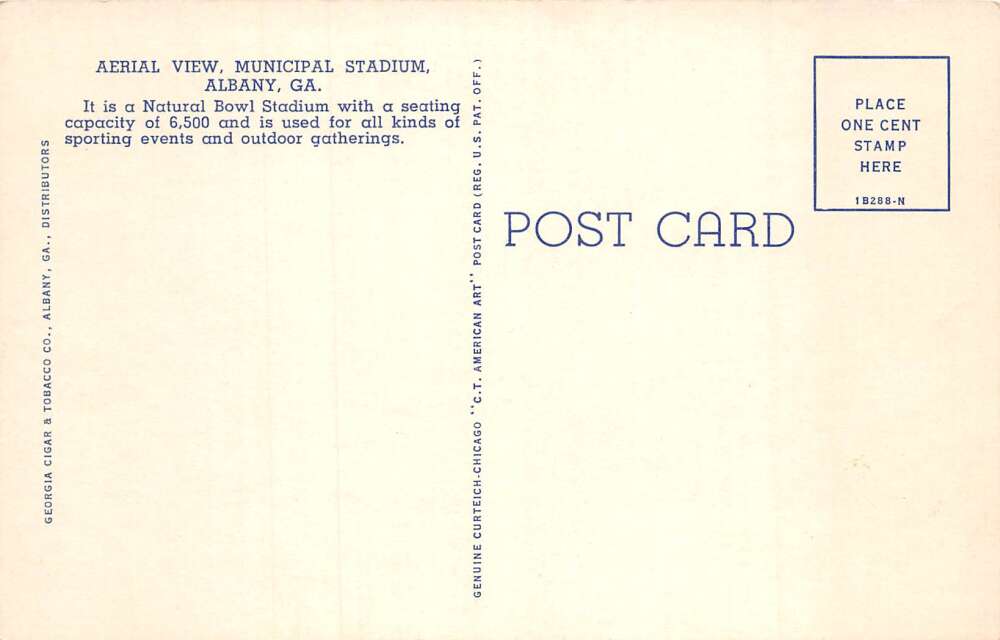 AERIAL VIEW, MUNICIPAL STADIUM,
ALBANY, GA.
It is a Natural Bowl Stadium with a seating
capacity of 6,500 and is used for all kinds of
sporting events and outdoor gatherings.
GEORGIA CIGAR & TOBACCO CO., ALBANY, GA., DISTRIBUTORS
GENUINE CURTEICH-CHICAGO "C.T. AMERICAN ART" POST CARD (REG. U.S. PAT. OFF.)
POST CARD
PLACE
ONE CENT
STAMP
HERE
1B288-N